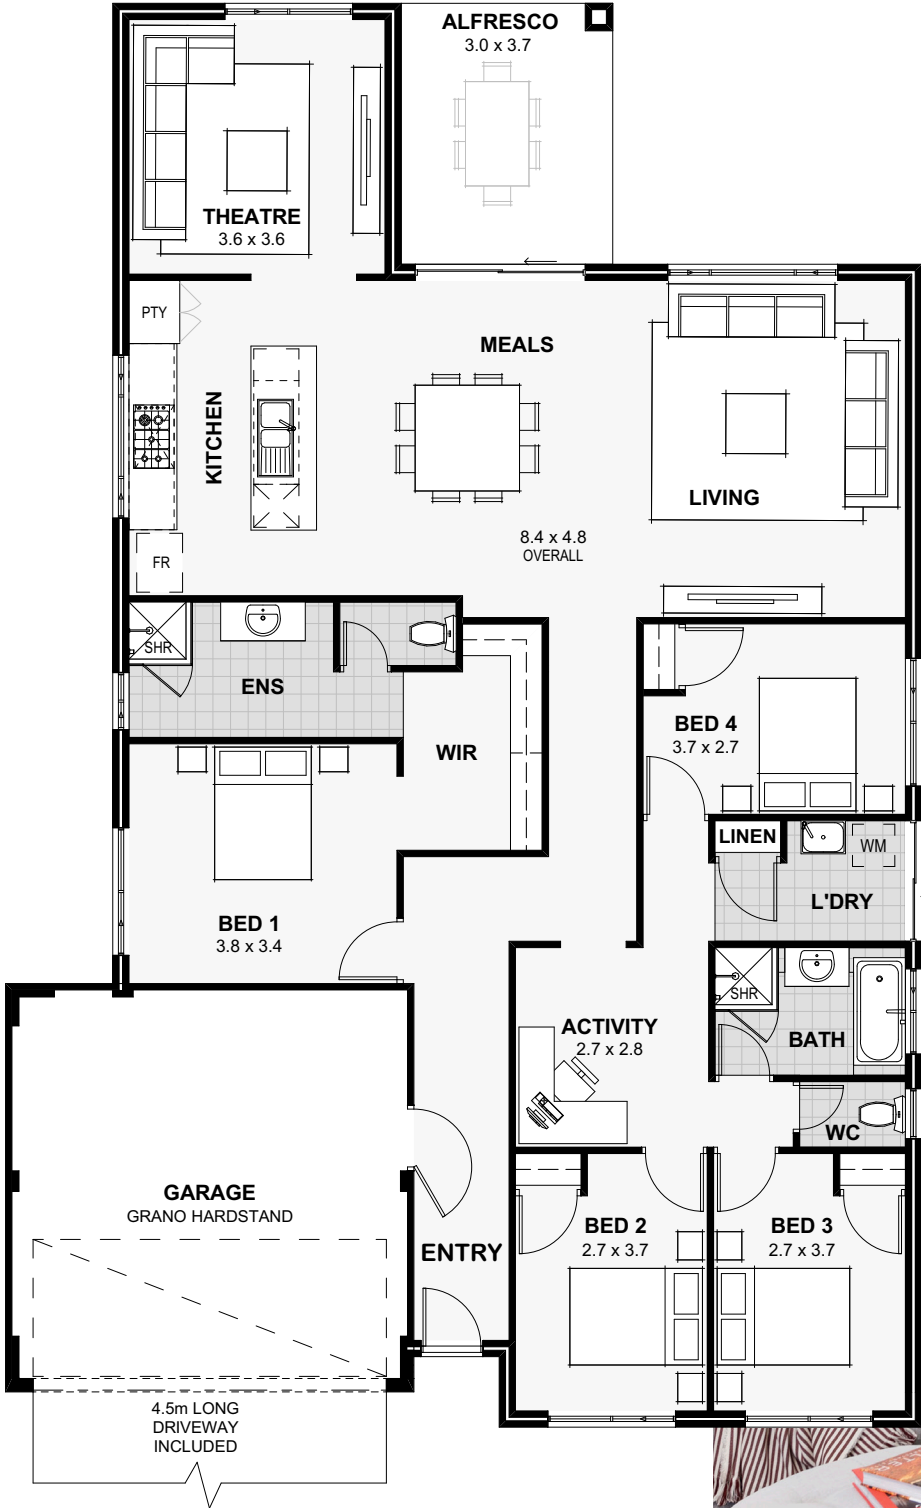 ALFRESCO
3.0 x 3.7
THEATRE
3.6 x 3.6
PTY
MEALS
KITCHEN
LIVING
8.4 x 4.8
OVERALL
FR
SHR
ENS
WIR
BED 4
3.7 x 2.7
LINEN
WM
L'DRY
BED 1
3.8 x 3.4
SHR
BATH
ACTIVITY
2.7 x 2.8
WC
GARAGE
GRANO HARDSTAND
ENTRY
BED 2
2.7 x 3.7
BED 3
2.7 x 3.7
4.5m LONG
DRIVEWAY
INCLUDED